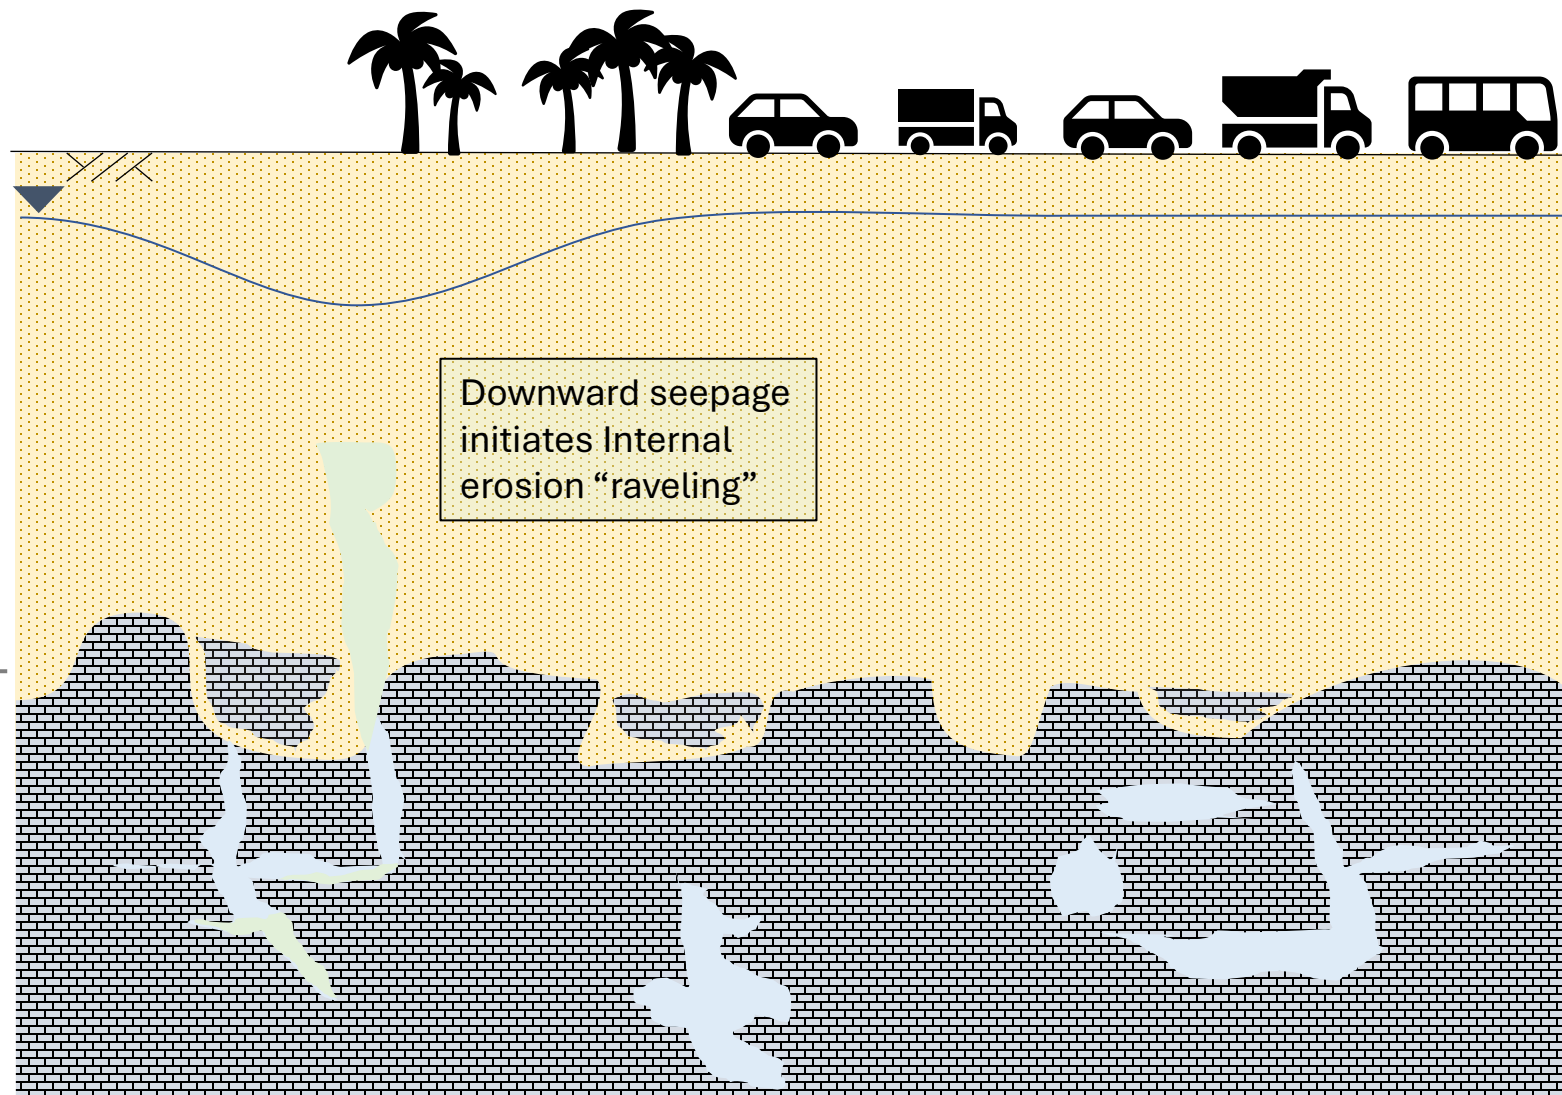 Downward seepage
initiates Internal
erosion “raveling”